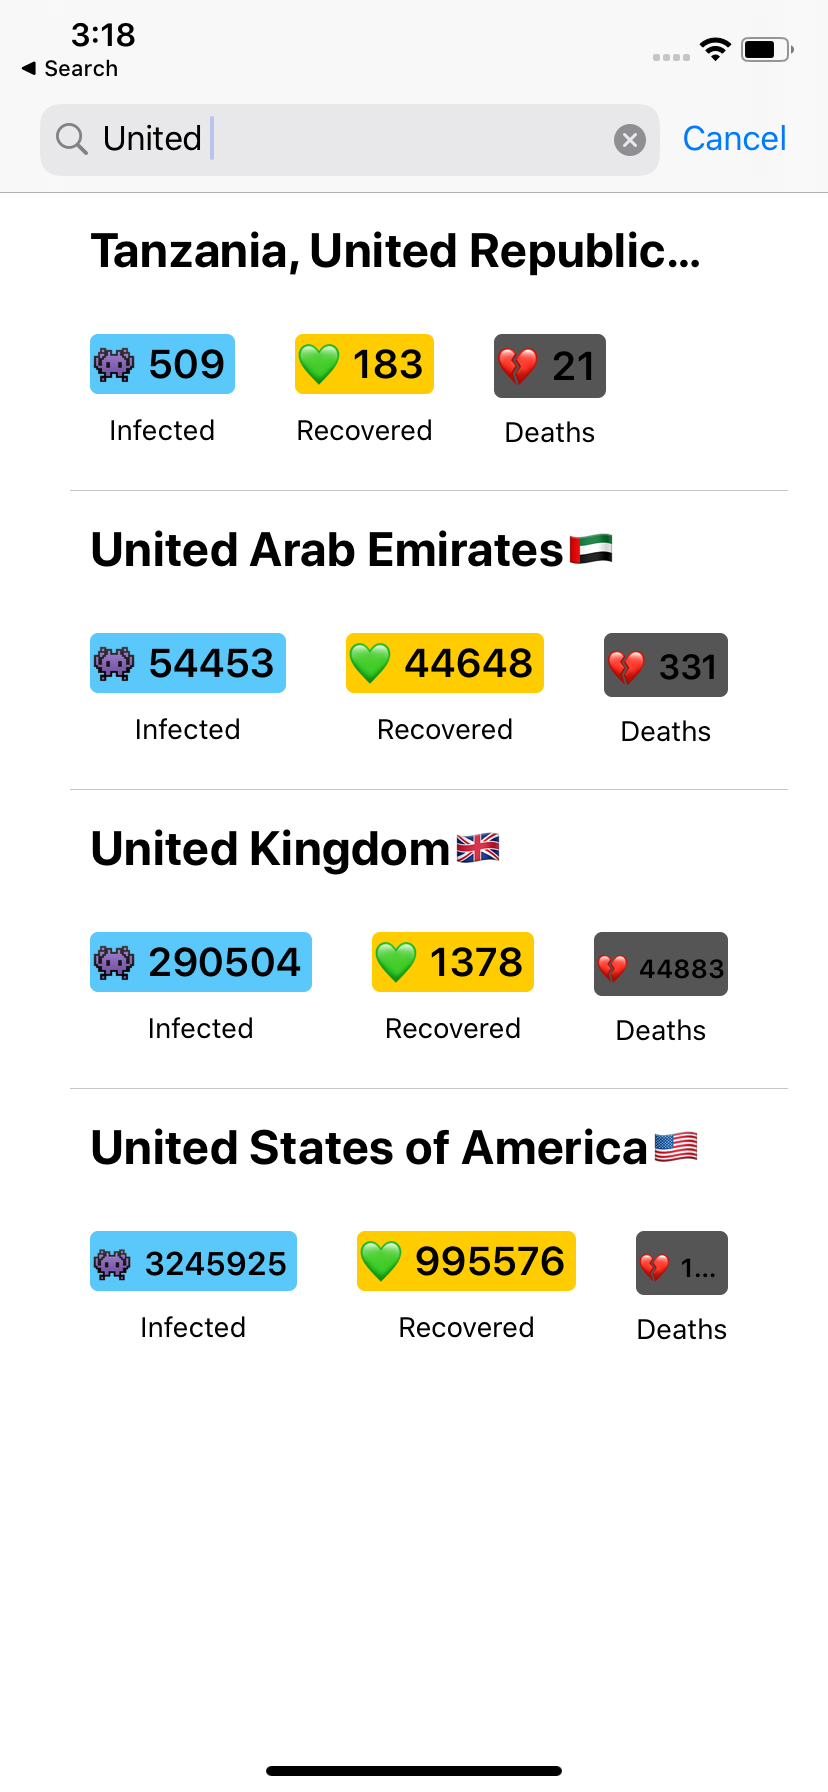 3:18
◀ Search
United
Cancel
Tanzania, United Republic...
👾 509 💚 183 💔 21
Infected Recovered Deaths
United Arab Emirates🇦🇪
👾 54453 💚 44648 💔 331
Infected Recovered Deaths
United Kingdom🇬🇧
👾 290504 💚 1378 💔 44883
Infected Recovered Deaths
United States of America🇺🇸
👾 3245925 💚 995576 💔 1...
Infected Recovered Deaths